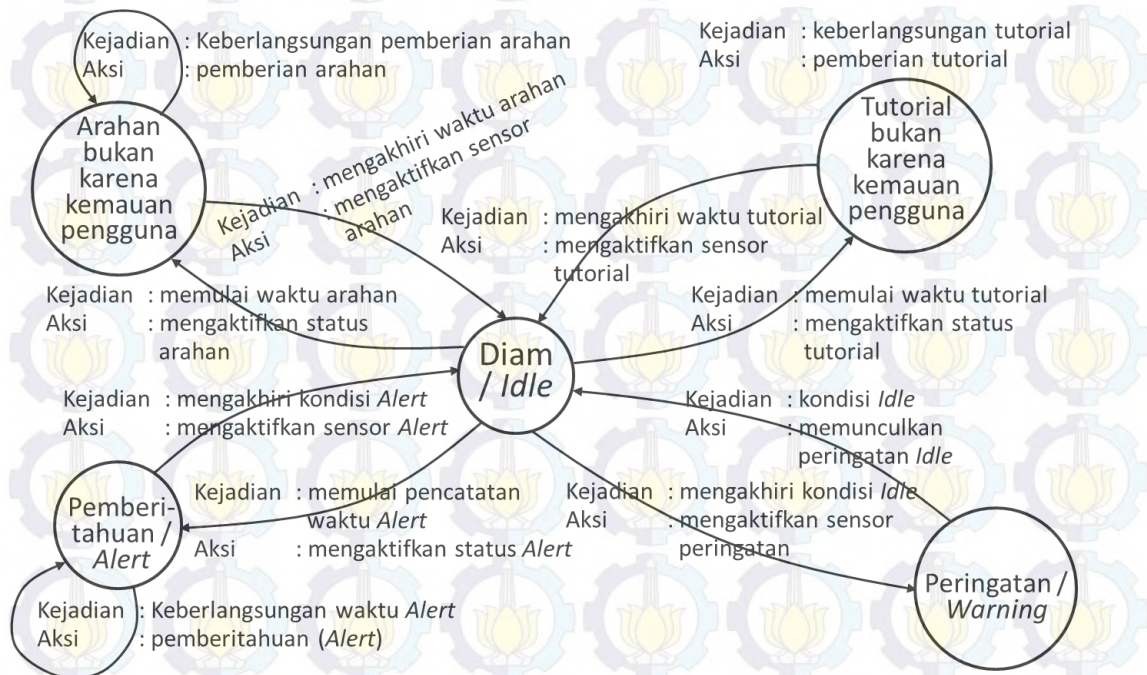 Kejadian : Keberlangsungan pemberian arahan
Aksi : pemberian arahan
Arahan
bukan
karena
kemauan
pengguna
Kejadian : mengakhiri waktu arahan
Aksi : mengaktifkan sensor
arahan
Kejadian : keberlangsungan tutorial
Aksi : pemberian tutorial
Tutorial
bukan
karena
kemauan
pengguna
Kejadian : mengakhiri waktu tutorial
Aksi : mengaktifkan sensor
tutorial
Kejadian : memulai waktu arahan
Aksi : mengaktifkan status
arahan
Kejadian : memulai waktu tutorial
Aksi : mengaktifkan status
tutorial
Diam
/ Idle
Kejadian : mengakhiri kondisi Alert
Aksi : mengaktifkan sensor Alert
Kejadian : kondisi Idle
Aksi : memunculkan
peringatan Idle
Pemberi-
tahuan /
Alert
Kejadian : memulai pencatatan
waktu Alert
Aksi : mengaktifkan status Alert
Kejadian : mengakhiri kondisi Idle
Aksi : mengaktifkan sensor
peringatan
Peringatan /
Warning
Kejadian : Keberlangsungan waktu Alert
Aksi : pemberitahuan (Alert)